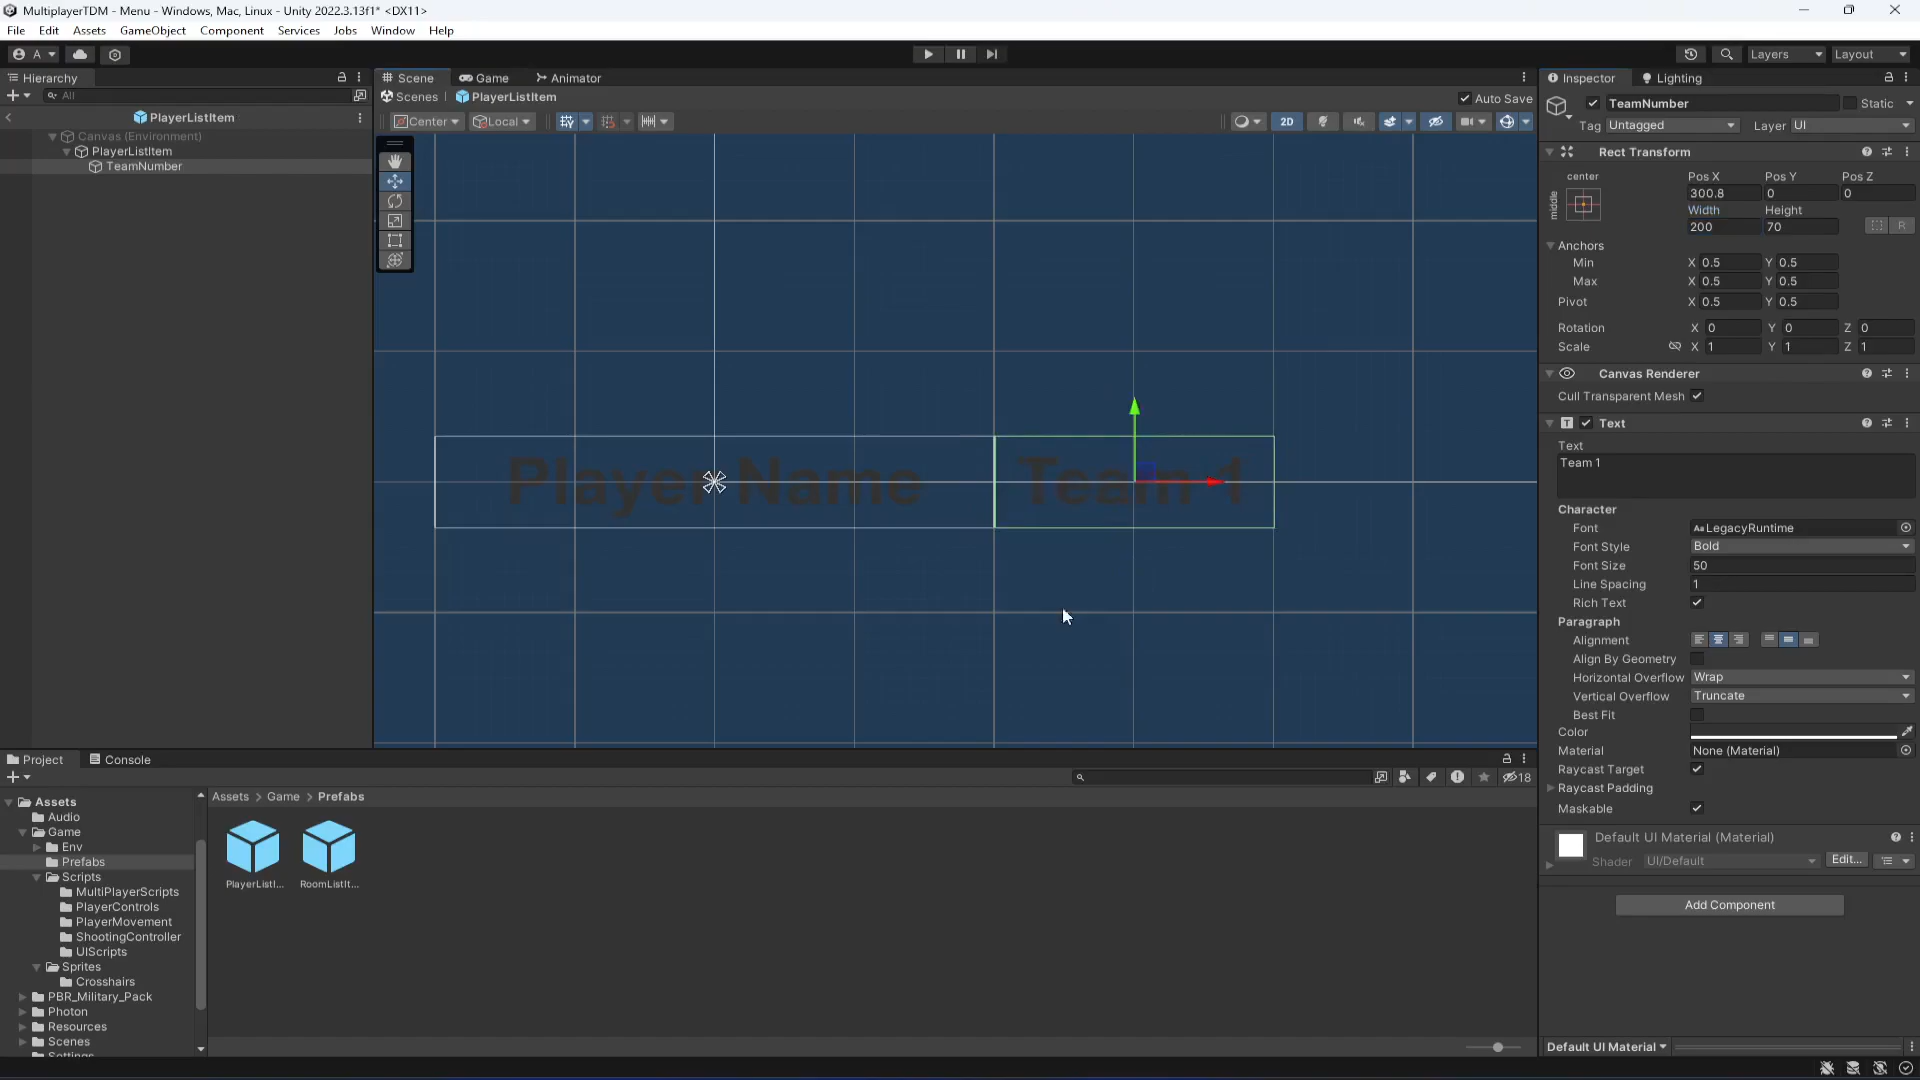 MultiplayerTDM - Menu - Windows, Mac, Linux - Unity 2022.3.13f1* <DX11>
File Edit Assets GameObject Component Services Jobs Window Help
A Layers Layout
Hierarchy Scene Game Animator Inspector Lighting
All Scenes PlayerListItem Auto Save TeamNumber Static
PlayerListItem Center Local 2D Tag Untagged Layer UI
Canvas (Environment)
PlayerListItem
TeamNumber
Rect Transform
center Pos X Pos Y Pos Z
middle 300.8 0 0
Width Height
200 70 R
Anchors
Min X 0.5 Y 0.5
Max X 0.5 Y 0.5
Pivot X 0.5 Y 0.5
Rotation X 0 Y 0 Z 0
Scale X 1 Y 1 Z 1
Canvas Renderer
Cull Transparent Mesh
Text
Text
Team 1
Player Name Team 1
Character
Font LegacyRuntime
Font Style Bold
Font Size 50
Line Spacing 1
Rich Text
Paragraph
Alignment
Align By Geometry
Horizontal Overflow Wrap
Vertical Overflow Truncate
Best Fit
Color
Material None (Material)
Raycast Target
Raycast Padding
Maskable
Default UI Material (Material)
Shader UI/Default Edit...
Add Component
Default UI Material
Project Console
18
Assets > Game > Prefabs
Assets
Audio
Game
Env
Prefabs
Scripts
MultiPlayerScripts
PlayerControls
PlayerMovement
ShootingController
UIScripts
Sprites
Crosshairs
PBR_Military_Pack
Photon
Resources
Scenes
PlayerListI... RoomListIt...